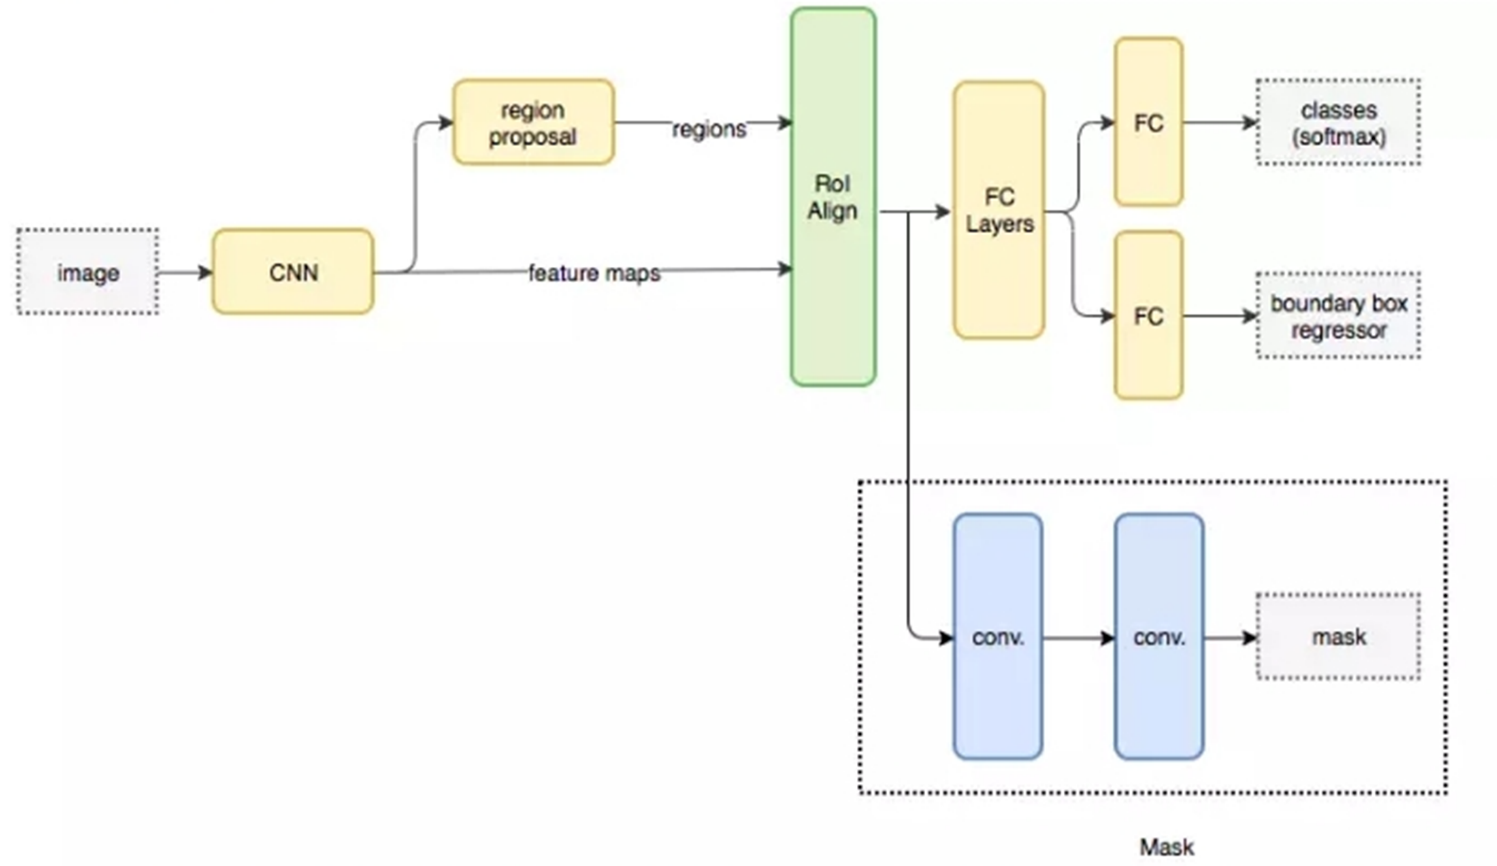 region
proposal
regions
image
CNN
feature maps
RoI
Align
FC
Layers
FC
classes
(softmax)
FC
boundary box
regressor
conv.
conv.
mask
Mask